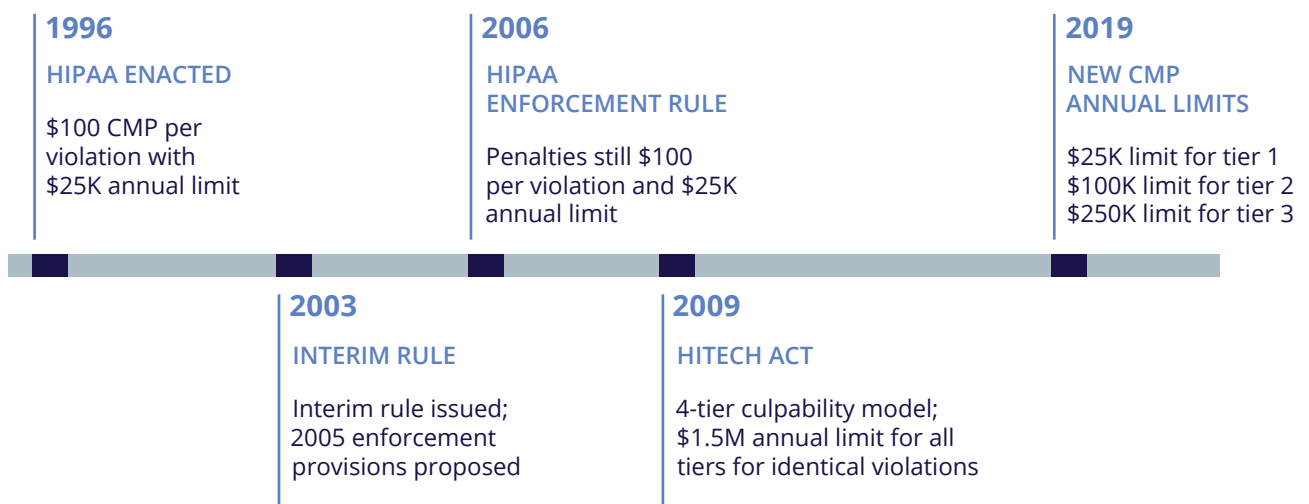 1996
HIPAA ENACTED
$100 CMP per
violation with
$25K annual limit
2003
INTERIM RULE
Interim rule issued;
2005 enforcement
provisions proposed
2006
HIPAA
ENFORCEMENT RULE
Penalties still $100
per violation and $25K
annual limit
2009
HITECH ACT
4-tier culpability model;
$1.5M annual limit for all
tiers for identical violations
2019
NEW CMP
ANNUAL LIMITS
$25K limit for tier 1
$100K limit for tier 2
$250K limit for tier 3